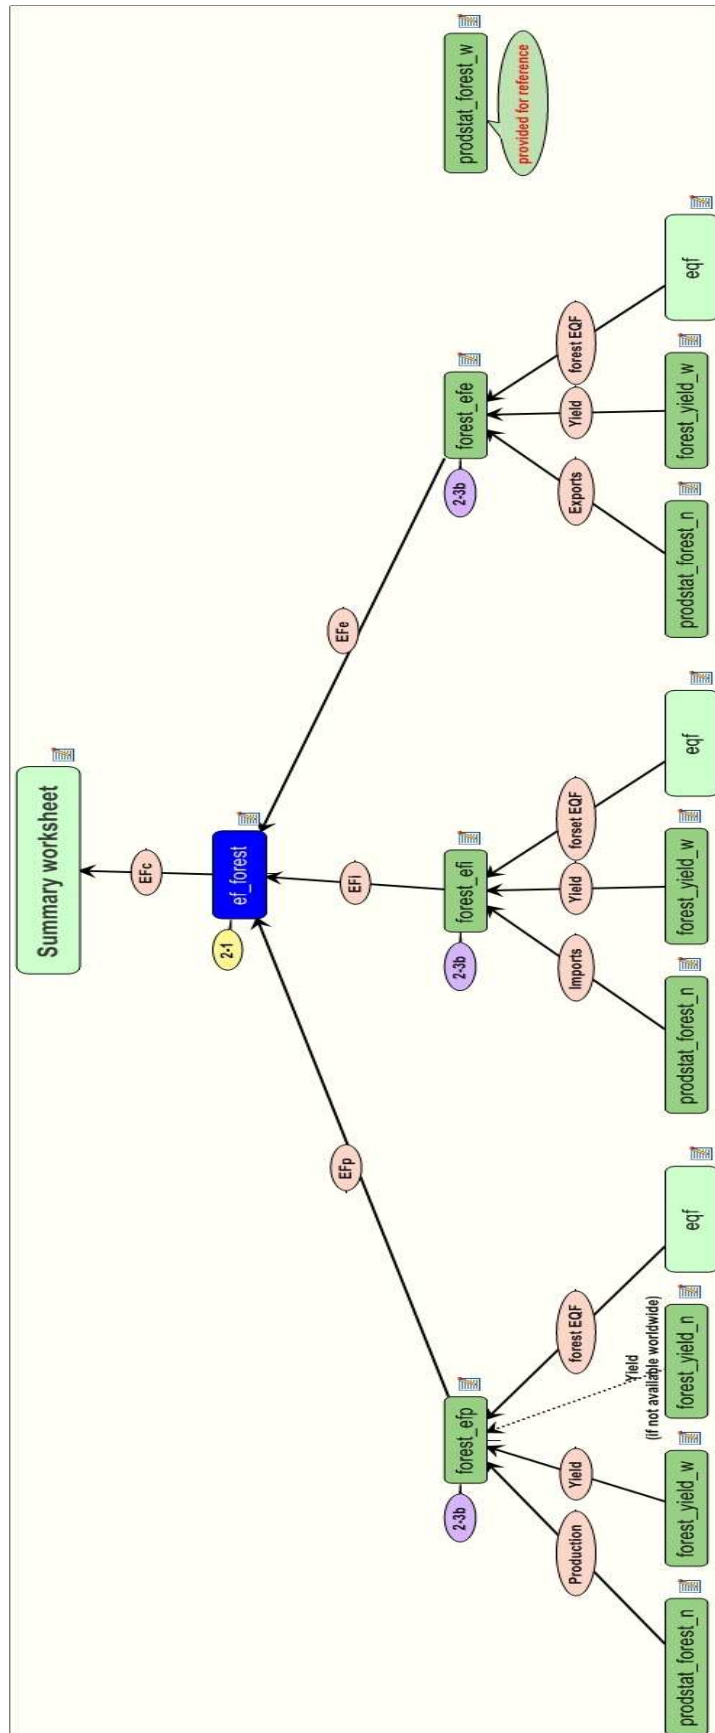 Summary worksheet
EFc
2-1
ef_forest
EFp
EFi
EFe
2-3b
forest_efp
2-3b
forest_efi
2-3b
forest_efe
prodstat_forest_w
provided for reference
Production
Yield
Yield
(if not available worldwide)
forest EQF
Imports
Yield
forset EQF
Exports
Yield
forest EQF
prodstat_forest_n
forest_yield_w
forest_yield_n
eqf
prodstat_forest_n
forest_yield_w
eqf
prodstat_forest_n
forest_yield_w
eqf